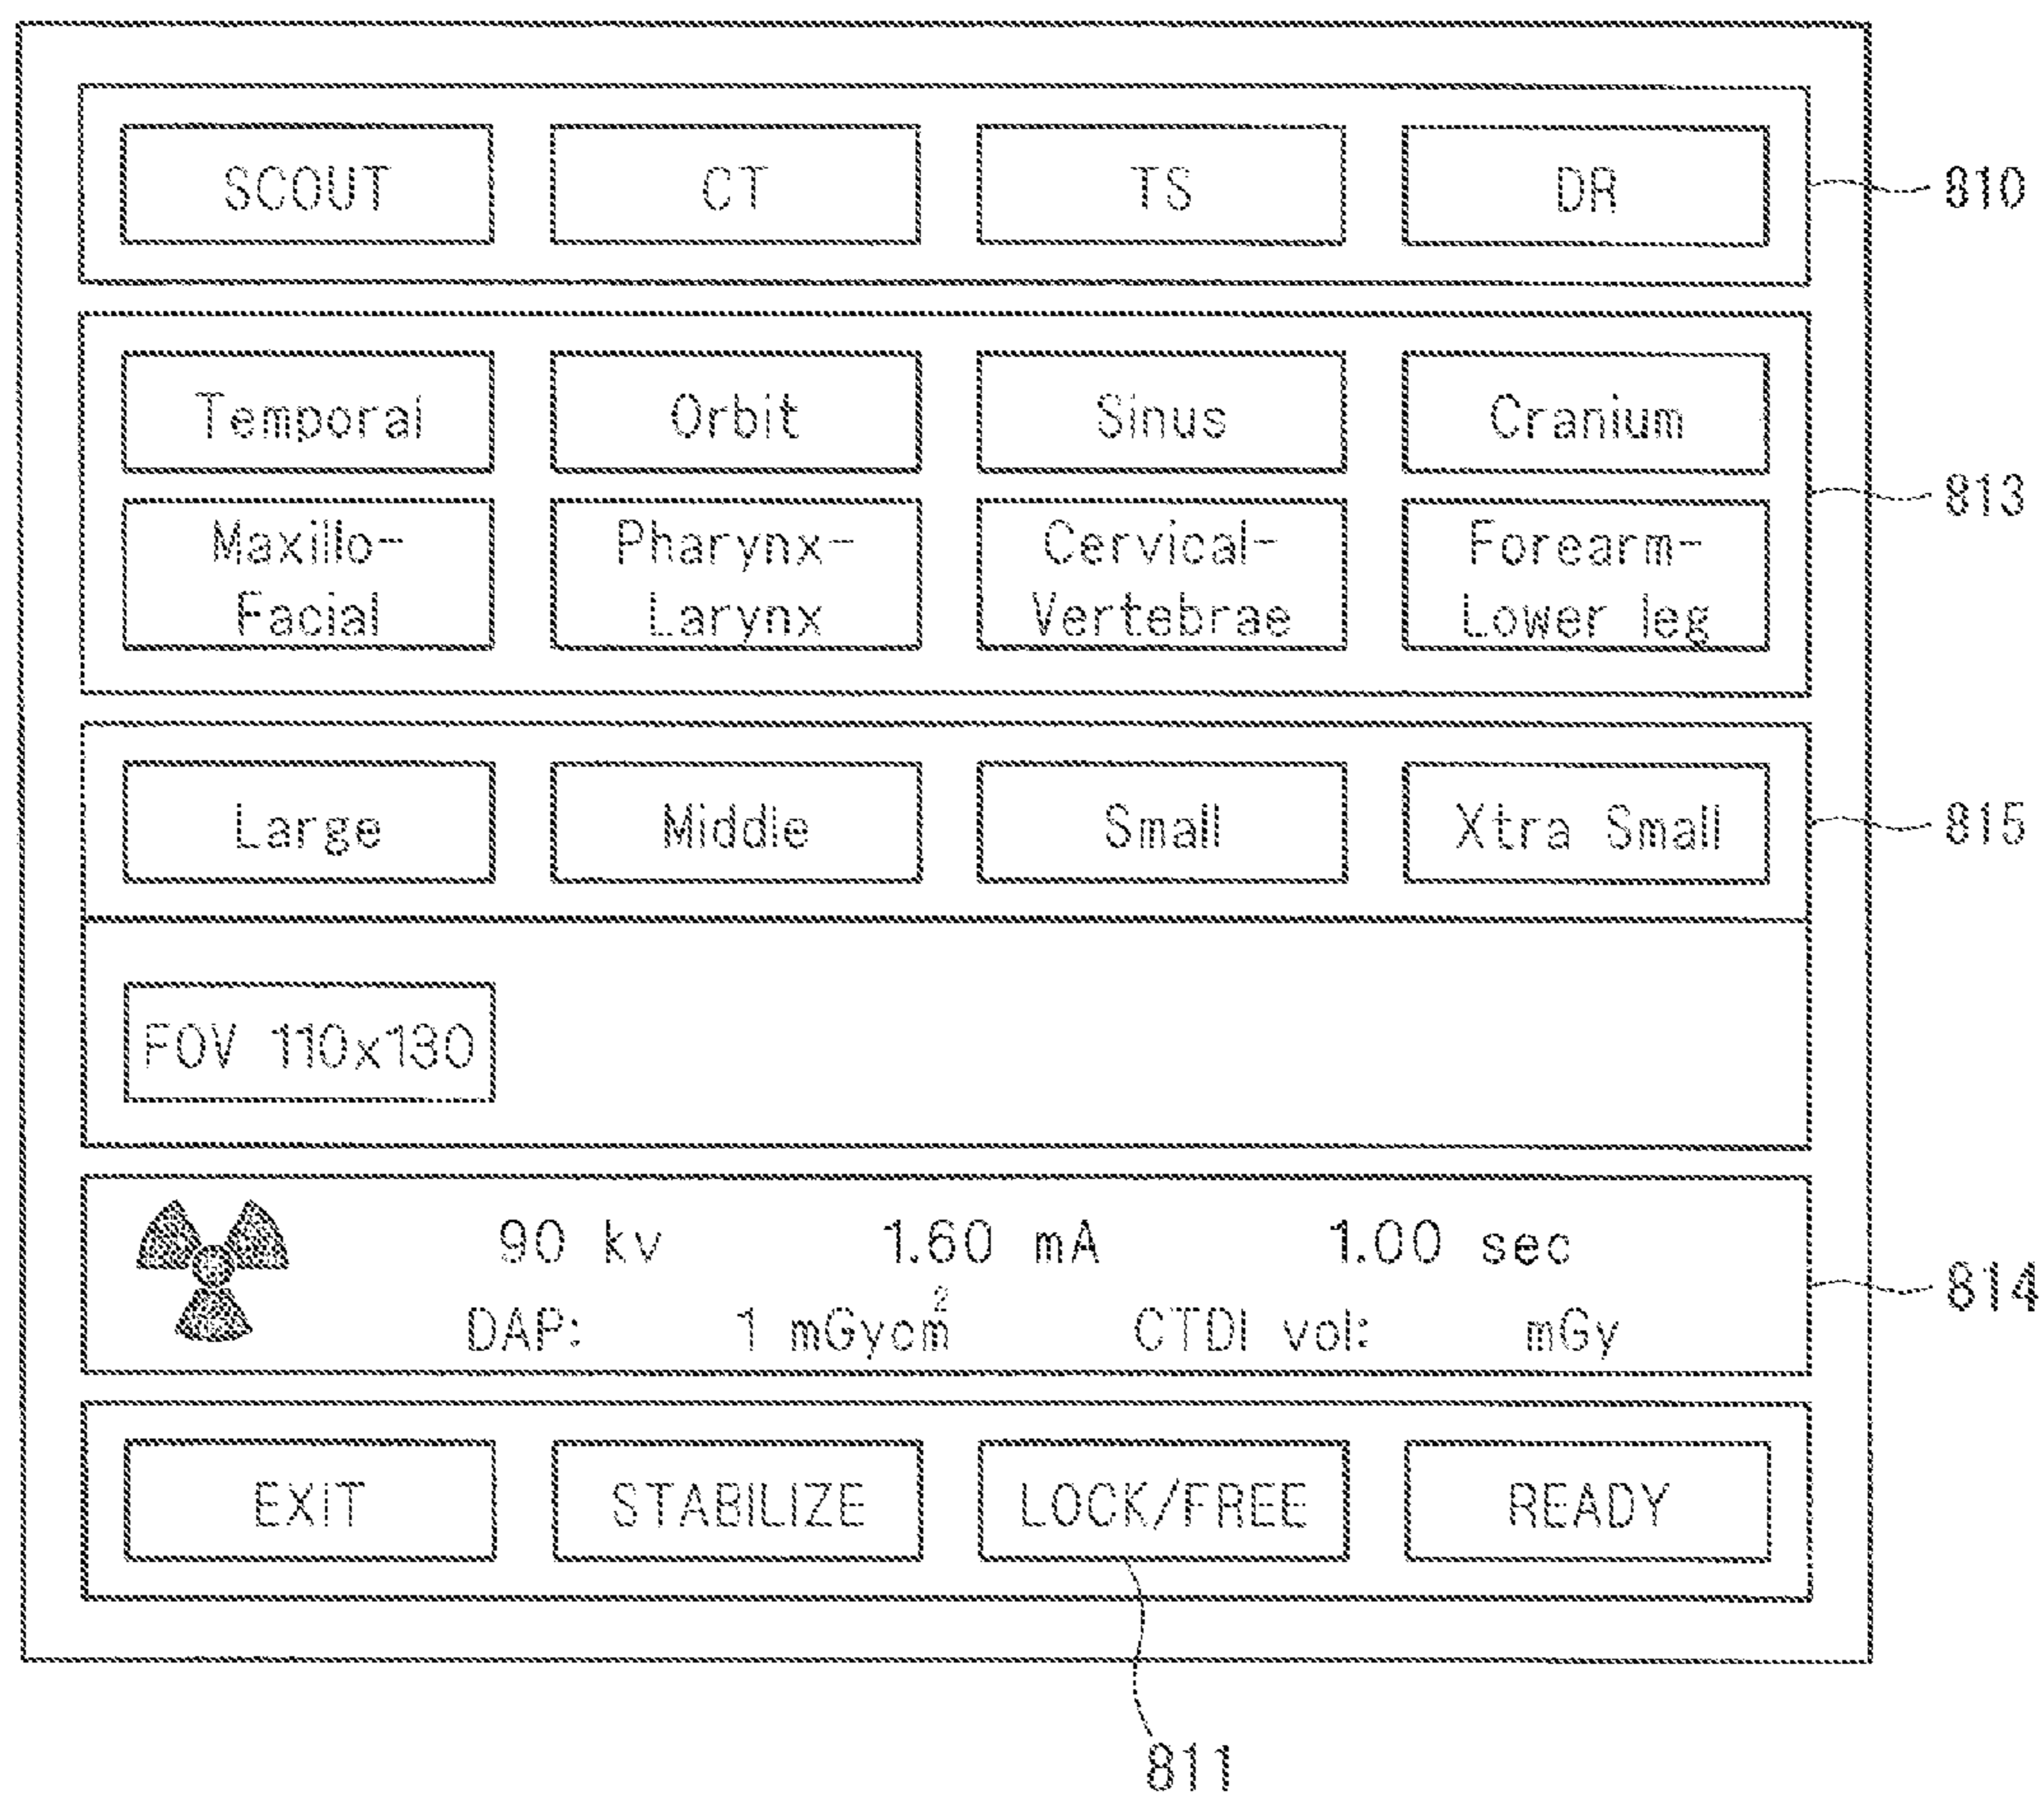 SCOUT CT TS DR 810
Temporal Orbit Sinus Cranium
813
Maxillo- Pharynx- Cervical- Forearm-
Facial Larynx Vertebrae Lower leg
Large Middle Small Xtra Small 815
FOV 110x130
90 kv 1.60 mA 1.00 sec
814
DAP: 1 mGycm² CTDI vol: mGy
EXIT STABILIZE LOCK/FREE READY
811